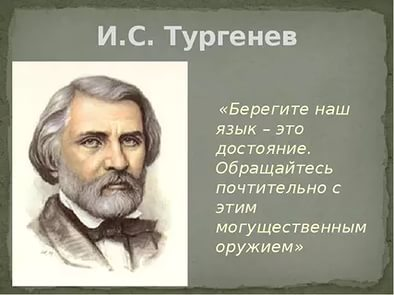 И.С. Тургенев
«Берегите наш
язык – это
достояние.
Обращайтесь
почтительно с
этим
могущественным
оружием»